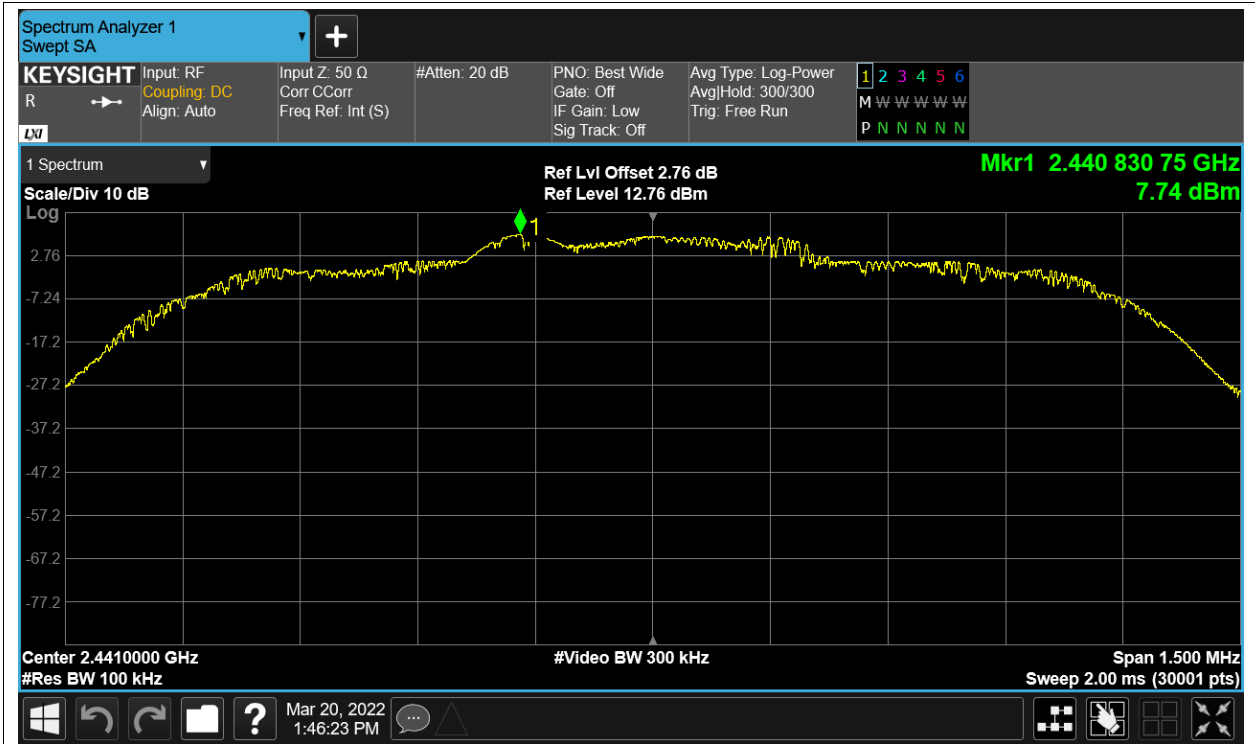 Spectrum Analyzer 1
Swept SA
KEYSIGHT
R
LXI
Input: RF
Coupling: DC
Align: Auto
Input Z: 50 Ω
Corr CCorr
Freq Ref: Int (S)
#Atten: 20 dB
PNO: Best Wide
Gate: Off
IF Gain: Low
Sig Track: Off
Avg Type: Log-Power
Avg|Hold: 300/300
Trig: Free Run
1 2 3 4 5 6
M W W W W W
P N N N N N
1 Spectrum
Scale/Div 10 dB
Log
Ref Lvl Offset 2.76 dB
Ref Level 12.76 dBm
Mkr1 2.440 830 75 GHz
7.74 dBm
1
2.76
-7.24
-17.2
-27.2
-37.2
-47.2
-57.2
-67.2
-77.2
Center 2.4410000 GHz
#Res BW 100 kHz
#Video BW 300 kHz
Span 1.500 MHz
Sweep 2.00 ms (30001 pts)
?
Mar 20, 2022
1:46:23 PM